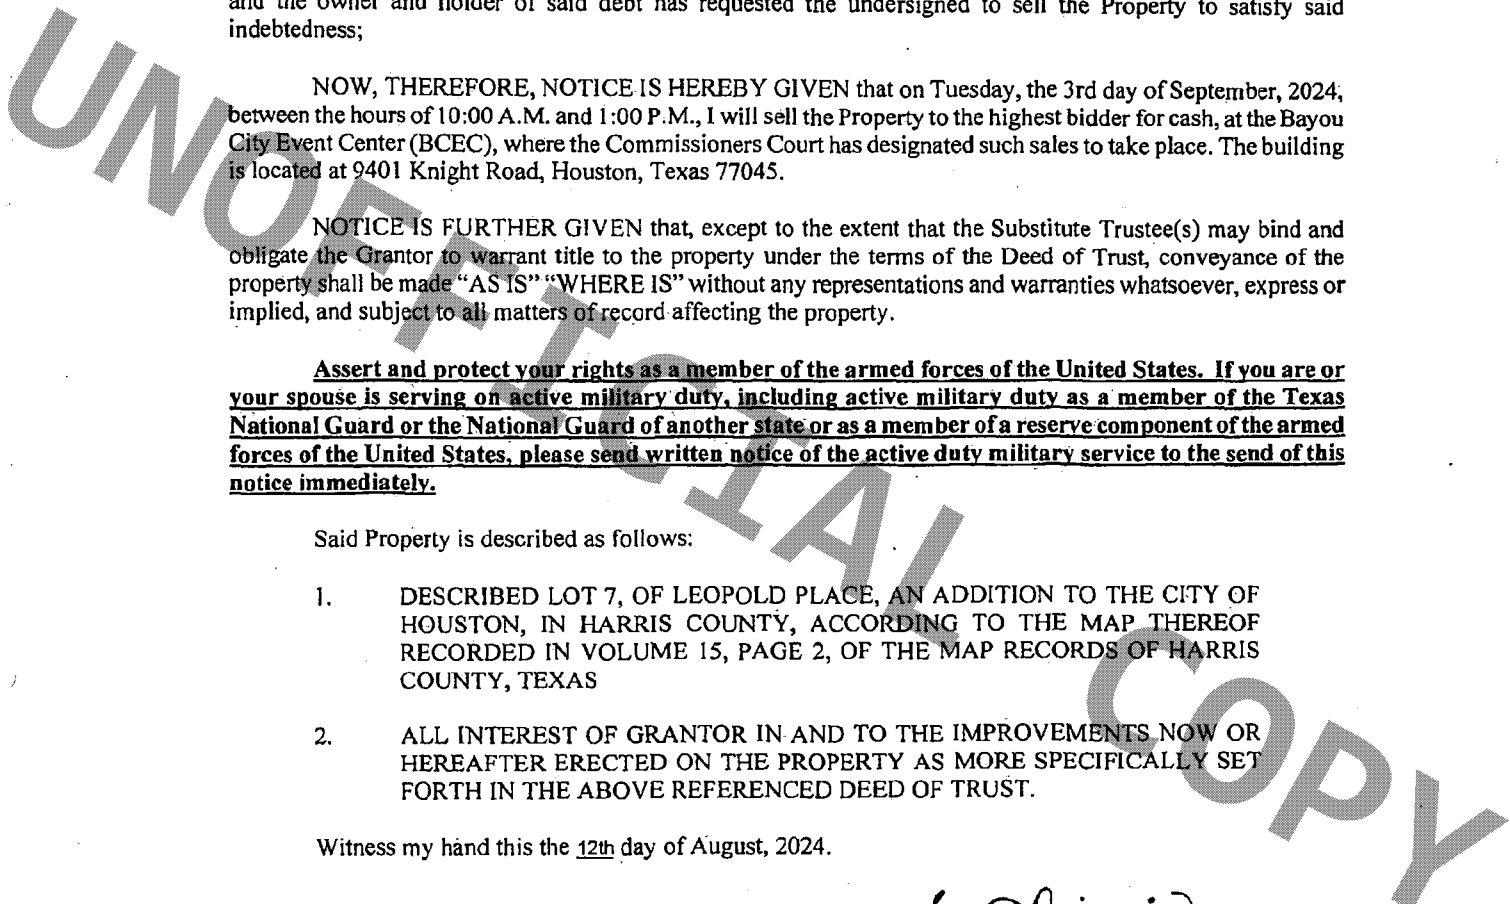 and the owner and holder of said debt has requested the undersigned to sell the Property to satisfy said
indebtedness;
NOW, THEREFORE, NOTICE IS HEREBY GIVEN that on Tuesday, the 3rd day of September, 2024,
between the hours of 10:00 A.M. and 1:00 P.M., I will sell the Property to the highest bidder for cash, at the Bayou
City Event Center (BCEC), where the Commissioners Court has designated such sales to take place. The building
is located at 9401 Knight Road, Houston, Texas 77045.
NOTICE IS FURTHER GIVEN that, except to the extent that the Substitute Trustee(s) may bind and
obligate the Grantor to warrant title to the property under the terms of the Deed of Trust, conveyance of the
property shall be made "AS IS" "WHERE IS" without any representations and warranties whatsoever, express or
implied, and subject to all matters of record affecting the property.
Assert and protect your rights as a member of the armed forces of the United States. If you are or
your spouse is serving on active military duty, including active military duty as a member of the Texas
National Guard or the National Guard of another state or as a member of a reserve component of the armed
forces of the United States, please send written notice of the active duty military service to the send of this
notice immediately.
Said Property is described as follows:
1. DESCRIBED LOT 7, OF LEOPOLD PLACE, AN ADDITION TO THE CITY OF
HOUSTON, IN HARRIS COUNTY, ACCORDING TO THE MAP THEREOF
RECORDED IN VOLUME 15, PAGE 2, OF THE MAP RECORDS OF HARRIS
COUNTY, TEXAS
2. ALL INTEREST OF GRANTOR IN AND TO THE IMPROVEMENTS NOW OR
HEREAFTER ERECTED ON THE PROPERTY AS MORE SPECIFICALLY SET
FORTH IN THE ABOVE REFERENCED DEED OF TRUST.
Witness my hand this the 12th day of August, 2024.
UNOFFICIAL COPY